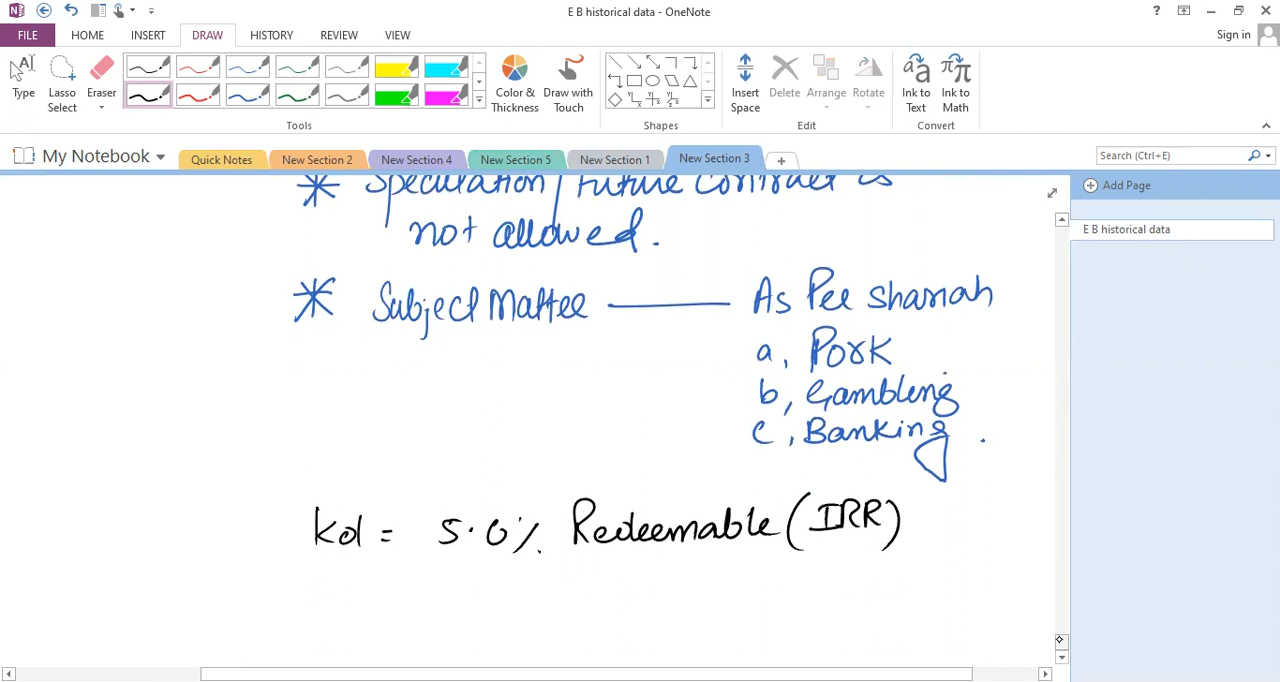 E B historical data - OneNote
?
Sign in
FILE HOME INSERT DRAW HISTORY REVIEW VIEW
Type Lasso Select Eraser Color & Thickness Draw with Touch Insert Space Delete Arrange Rotate Ink to Text Ink to Math
Tools Shapes Edit Convert
My Notebook Quick Notes New Section 2 New Section 4 New Section 5 New Section 1 New Section 3 + Search (Ctrl+E)
Add Page
E B historical data
* Speculation / Future Contract is
not allowed.
* Subject Mattee —— As Pee shariah
a, Pork
b, Gambling
c, Banking.
kd = 5.0% Redeemable (IRR)